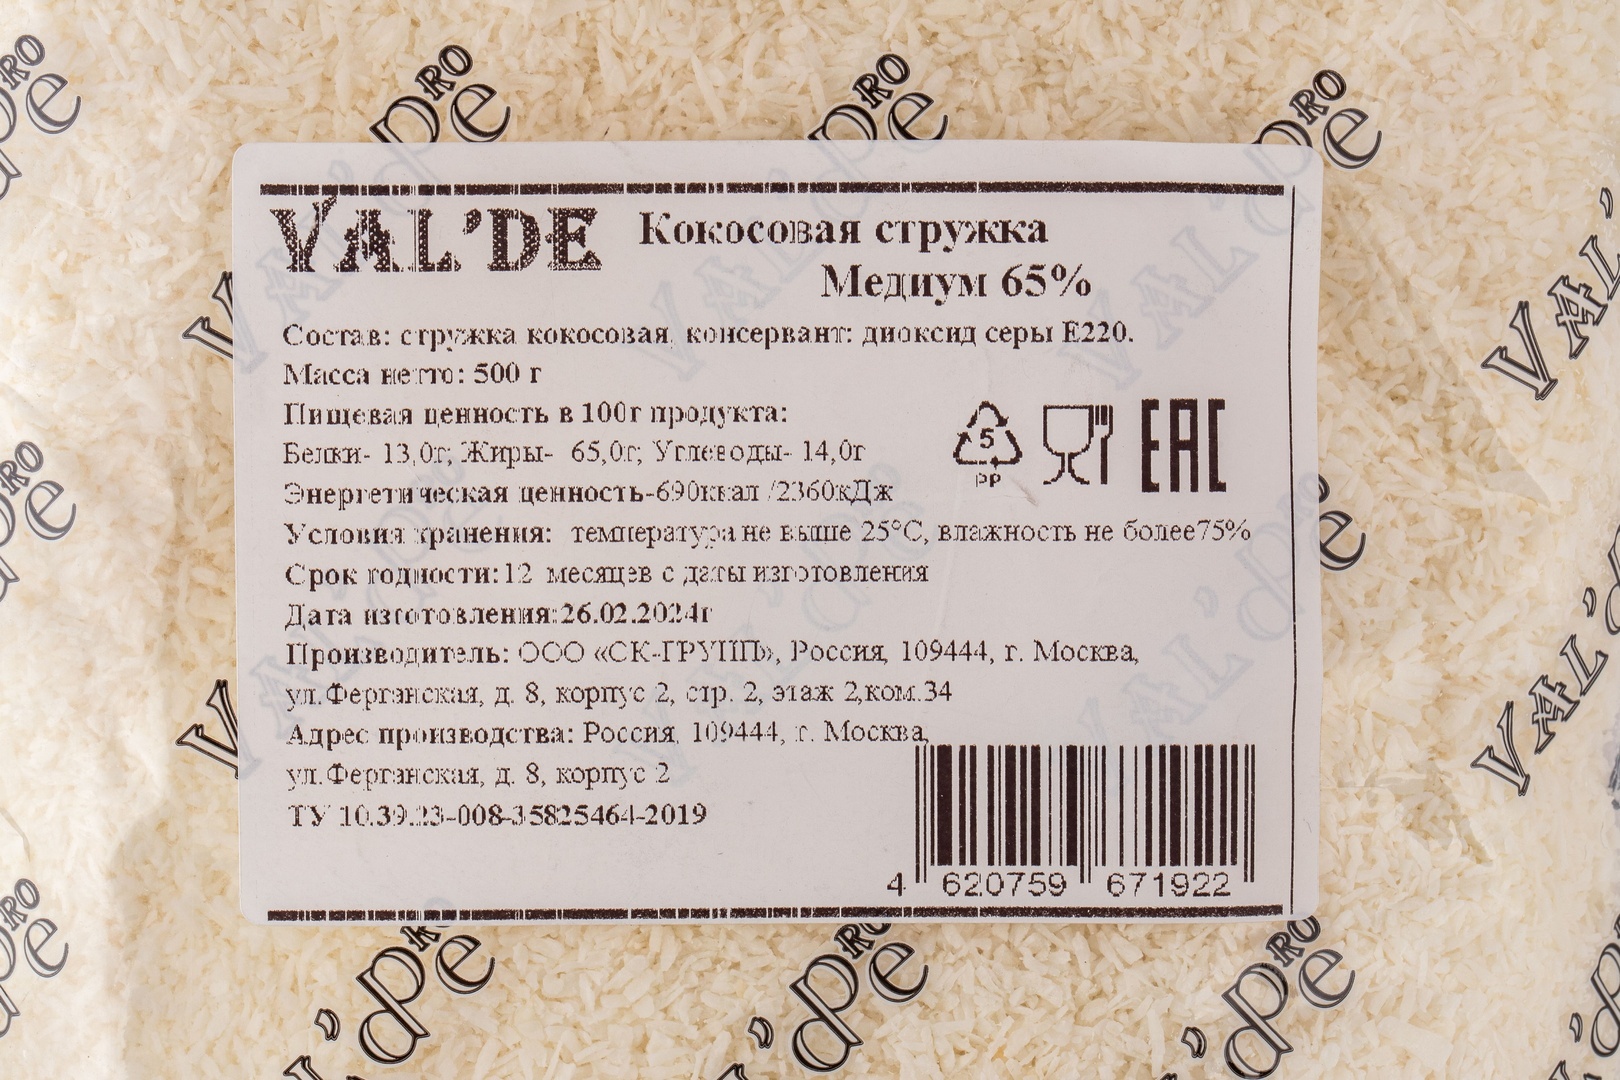 VAL'DE
Кокосовая стружка
Медиум 65%
Состав: стружка кокосовая, консервант: диоксид серы Е220.
Масса нетто: 500 г
Пищевая ценность в 100г продукта:
Белки- 13,0г; Жиры- 65,0г; Углеводы- 14,0г
5
PP
EAC
Энергетическая ценность-690ккал /2360кДж
Условия хранения: температура не выше 25°С, влажность не более75%
Срок годности:12 месяцев с даты изготовления
Дата изготовления:26.02.2024г
Производитель: ООО «СК-ГРУПП», Россия, 109444, г. Москва,
ул.Ферганская, д. 8, корпус 2, стр. 2, этаж 2,ком.34
Адрес производства: Россия, 109444, г. Москва,
ул.Ферганская, д. 8, корпус 2
ТУ 10.39.23-008-35825464-2019
4 620759 671922